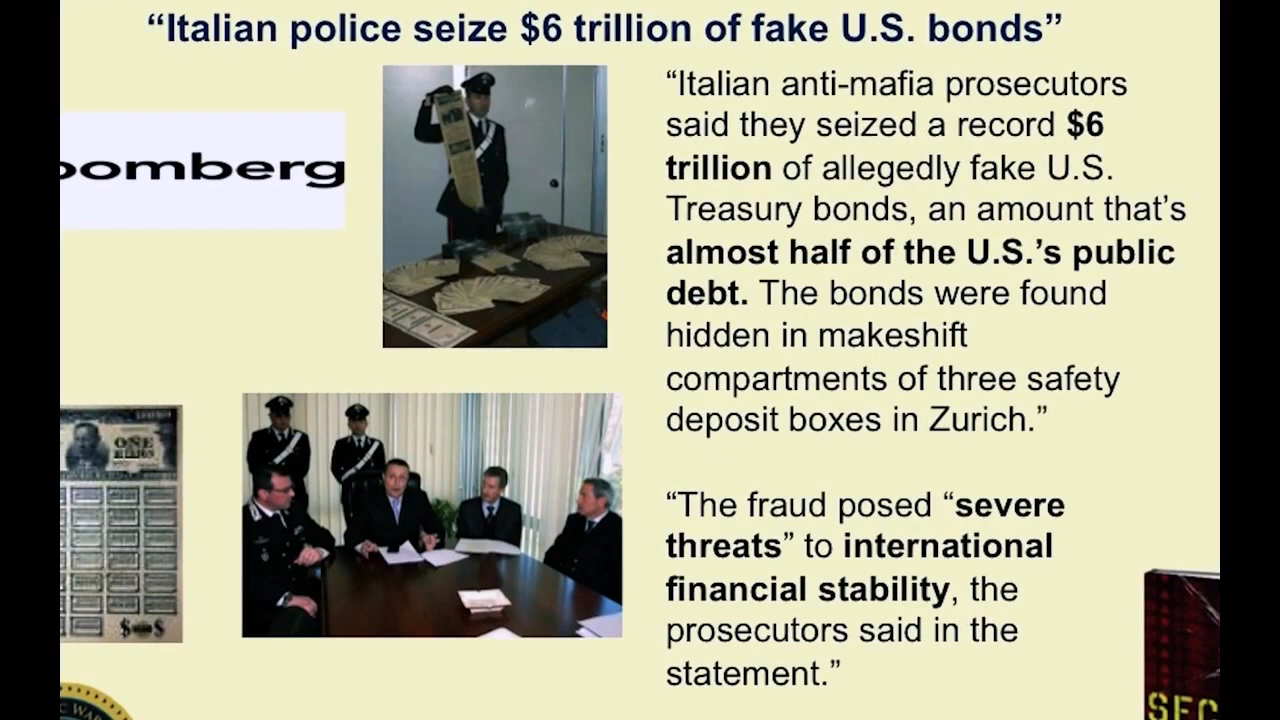 “Italian police seize $6 trillion of fake U.S. bonds”
oomberg
“Italian anti-mafia prosecutors
said they seized a record $6
trillion of allegedly fake U.S.
Treasury bonds, an amount that’s
almost half of the U.S.’s public
debt. The bonds were found
hidden in makeshift
compartments of three safety
deposit boxes in Zurich.”
“The fraud posed “severe
threats” to international
financial stability, the
prosecutors said in the
statement.”
ONE
SEC